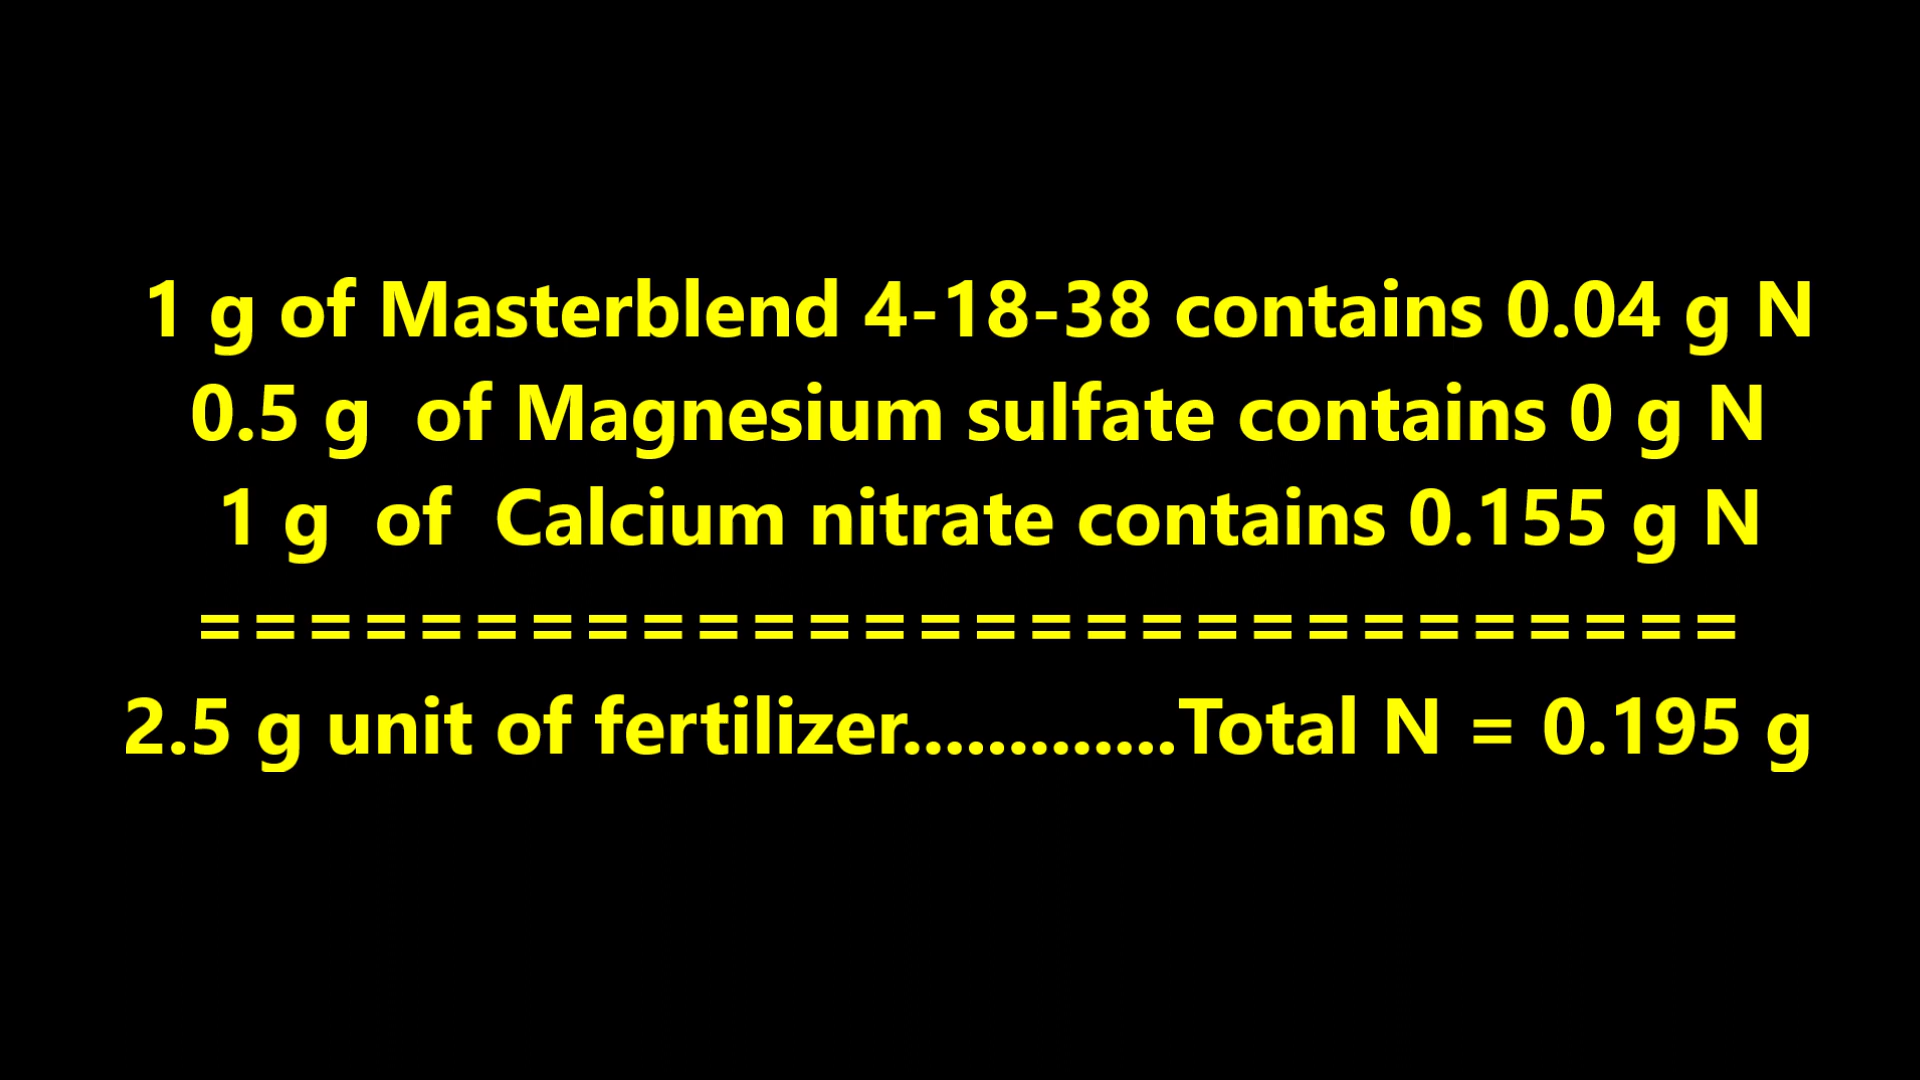 1 g of Masterblend 4-18-38 contains 0.04 g N
0.5 g  of Magnesium sulfate contains 0 g N
1 g  of  Calcium nitrate contains 0.155 g N
============================
2.5 g unit of fertilizer.............Total N = 0.195 g